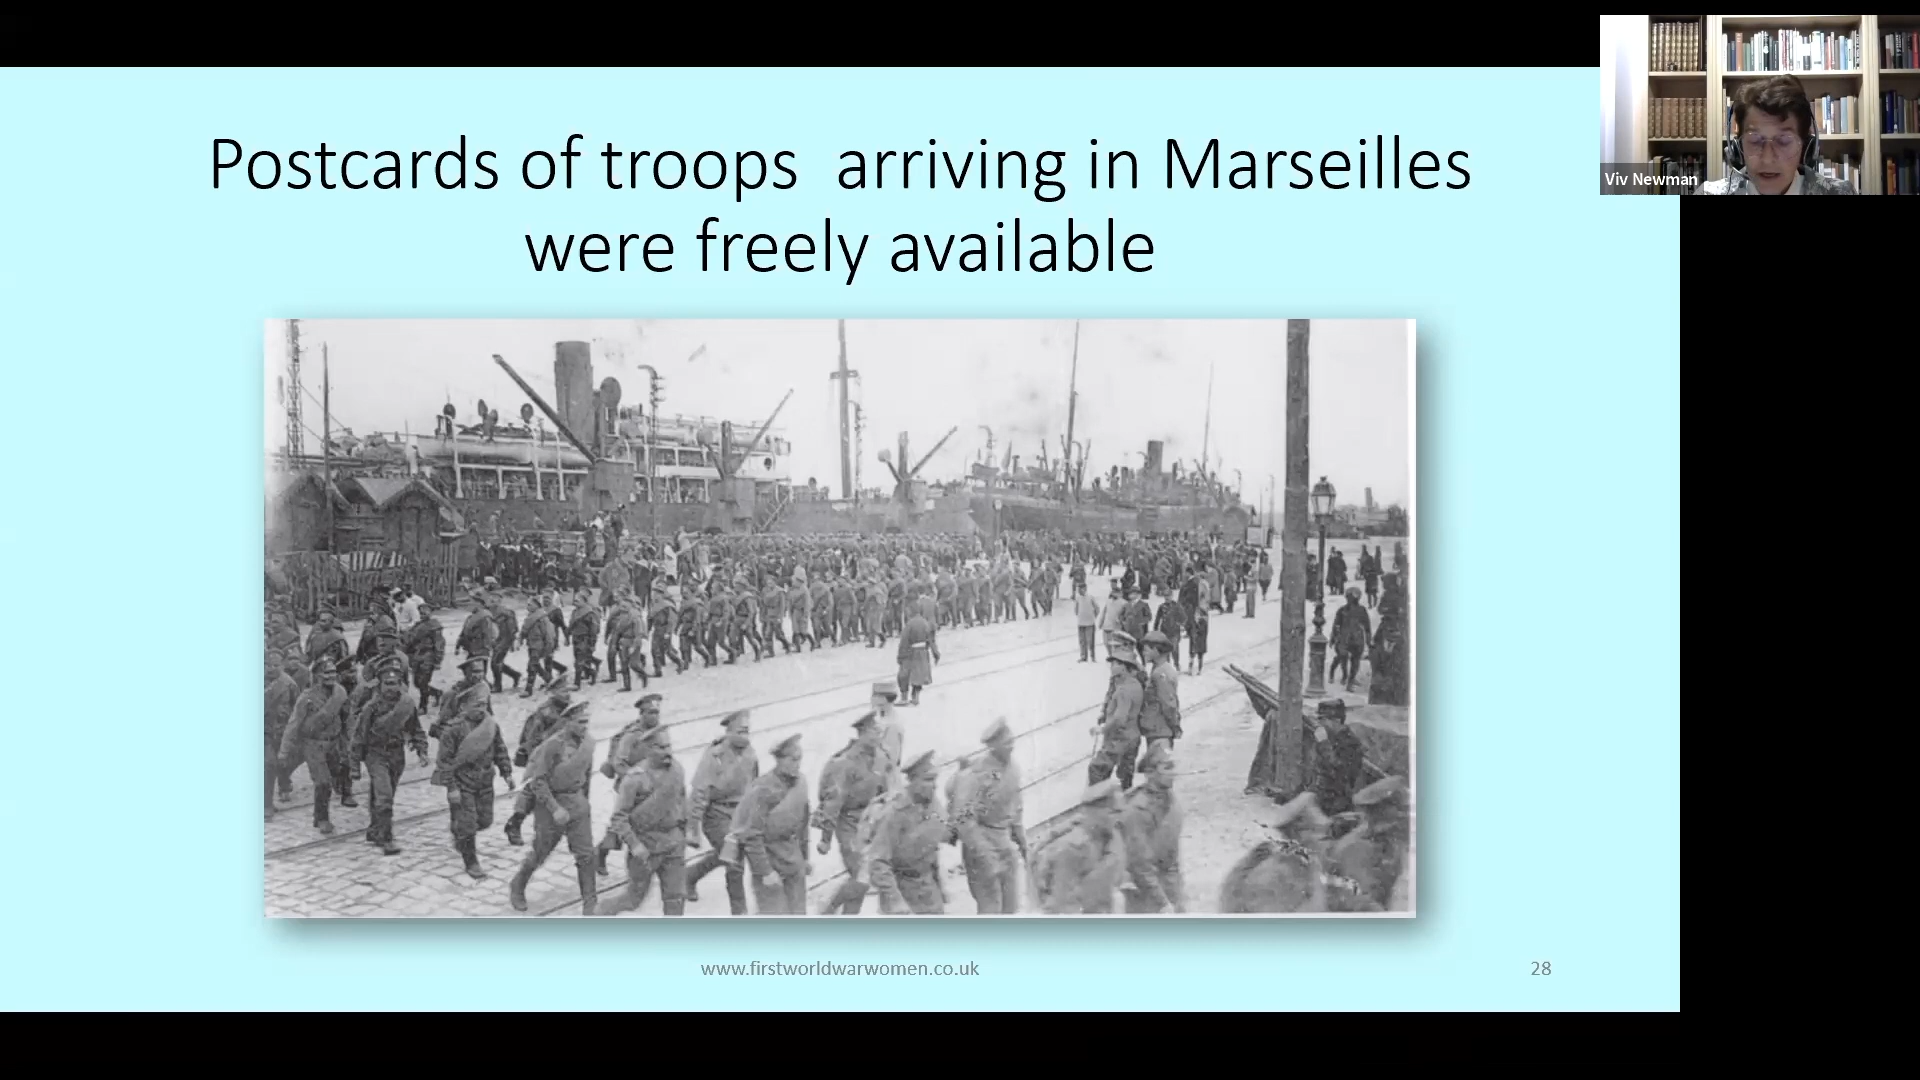 Postcards of troops  arriving in Marseilles
were freely available
Viv Newman
www.firstworldwarwomen.co.uk
28